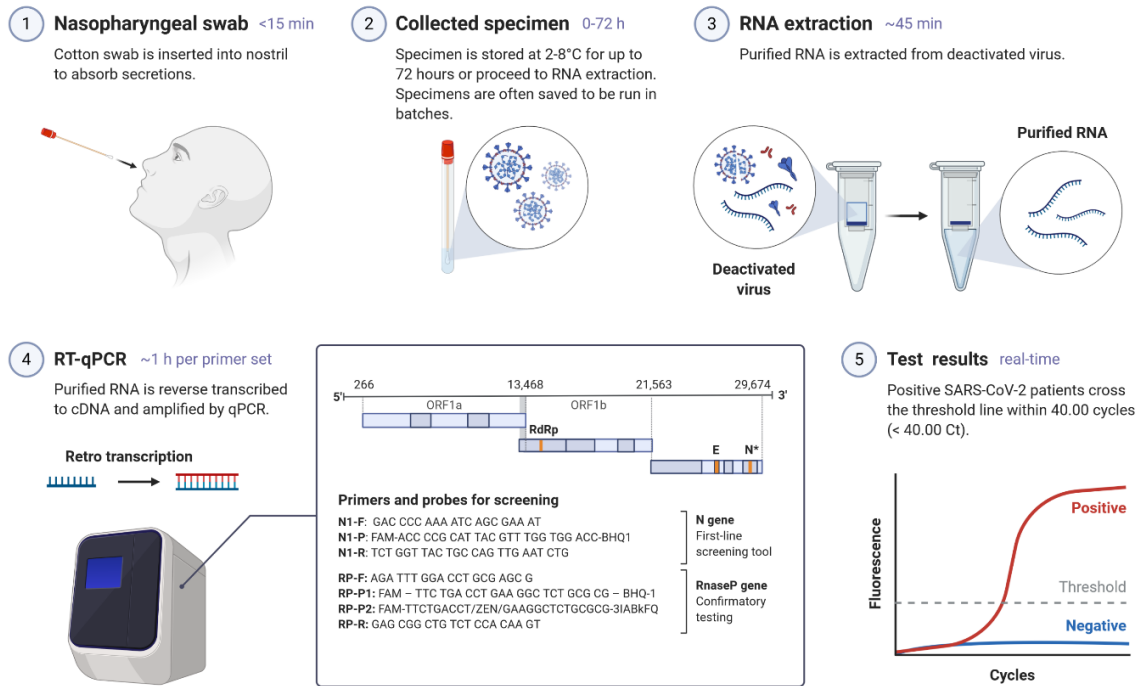 1 Nasopharyngeal swab <15 min
Cotton swab is inserted into nostril
to absorb secretions.
2 Collected specimen 0-72 h
Specimen is stored at 2-8°C for up to
72 hours or proceed to RNA extraction.
Specimens are often saved to be run in
batches.
3 RNA extraction ~45 min
Purified RNA is extracted from deactivated virus.
Purified RNA
Deactivated
virus
4 RT-qPCR ~1 h per primer set
Purified RNA is reverse transcribed
to cDNA and amplified by qPCR.
Retro transcription
266 13,468 21,563 29,674
5' 3'
ORF1a ORF1b
RdRp
E N*
Primers and probes for screening
N1-F: GAC CCC AAA ATC AGC GAA AT
N1-P: FAM-ACC CCG CAT TAC GTT TGG TGG ACC-BHQ1
N1-R: TCT GGT TAC TGC CAG TTG AAT CTG
N gene
First-line
screening tool
RP-F: AGA TTT GGA CCT GCG AGC G
RP-P1: FAM – TTC TGA CCT GAA GGC TCT GCG CG – BHQ-1
RP-P2: FAM-TTCTGACCT/ZEN/GAAGGCTCTGCGCG-3IABkFQ
RP-R: GAG CGG CTG TCT CCA CAA GT
RnaseP gene
Confirmatory
testing
5 Test results real-time
Positive SARS-CoV-2 patients cross
the threshold line within 40.00 cycles
(< 40.00 Ct).
Fluorescence
Positive
Threshold
Negative
Cycles